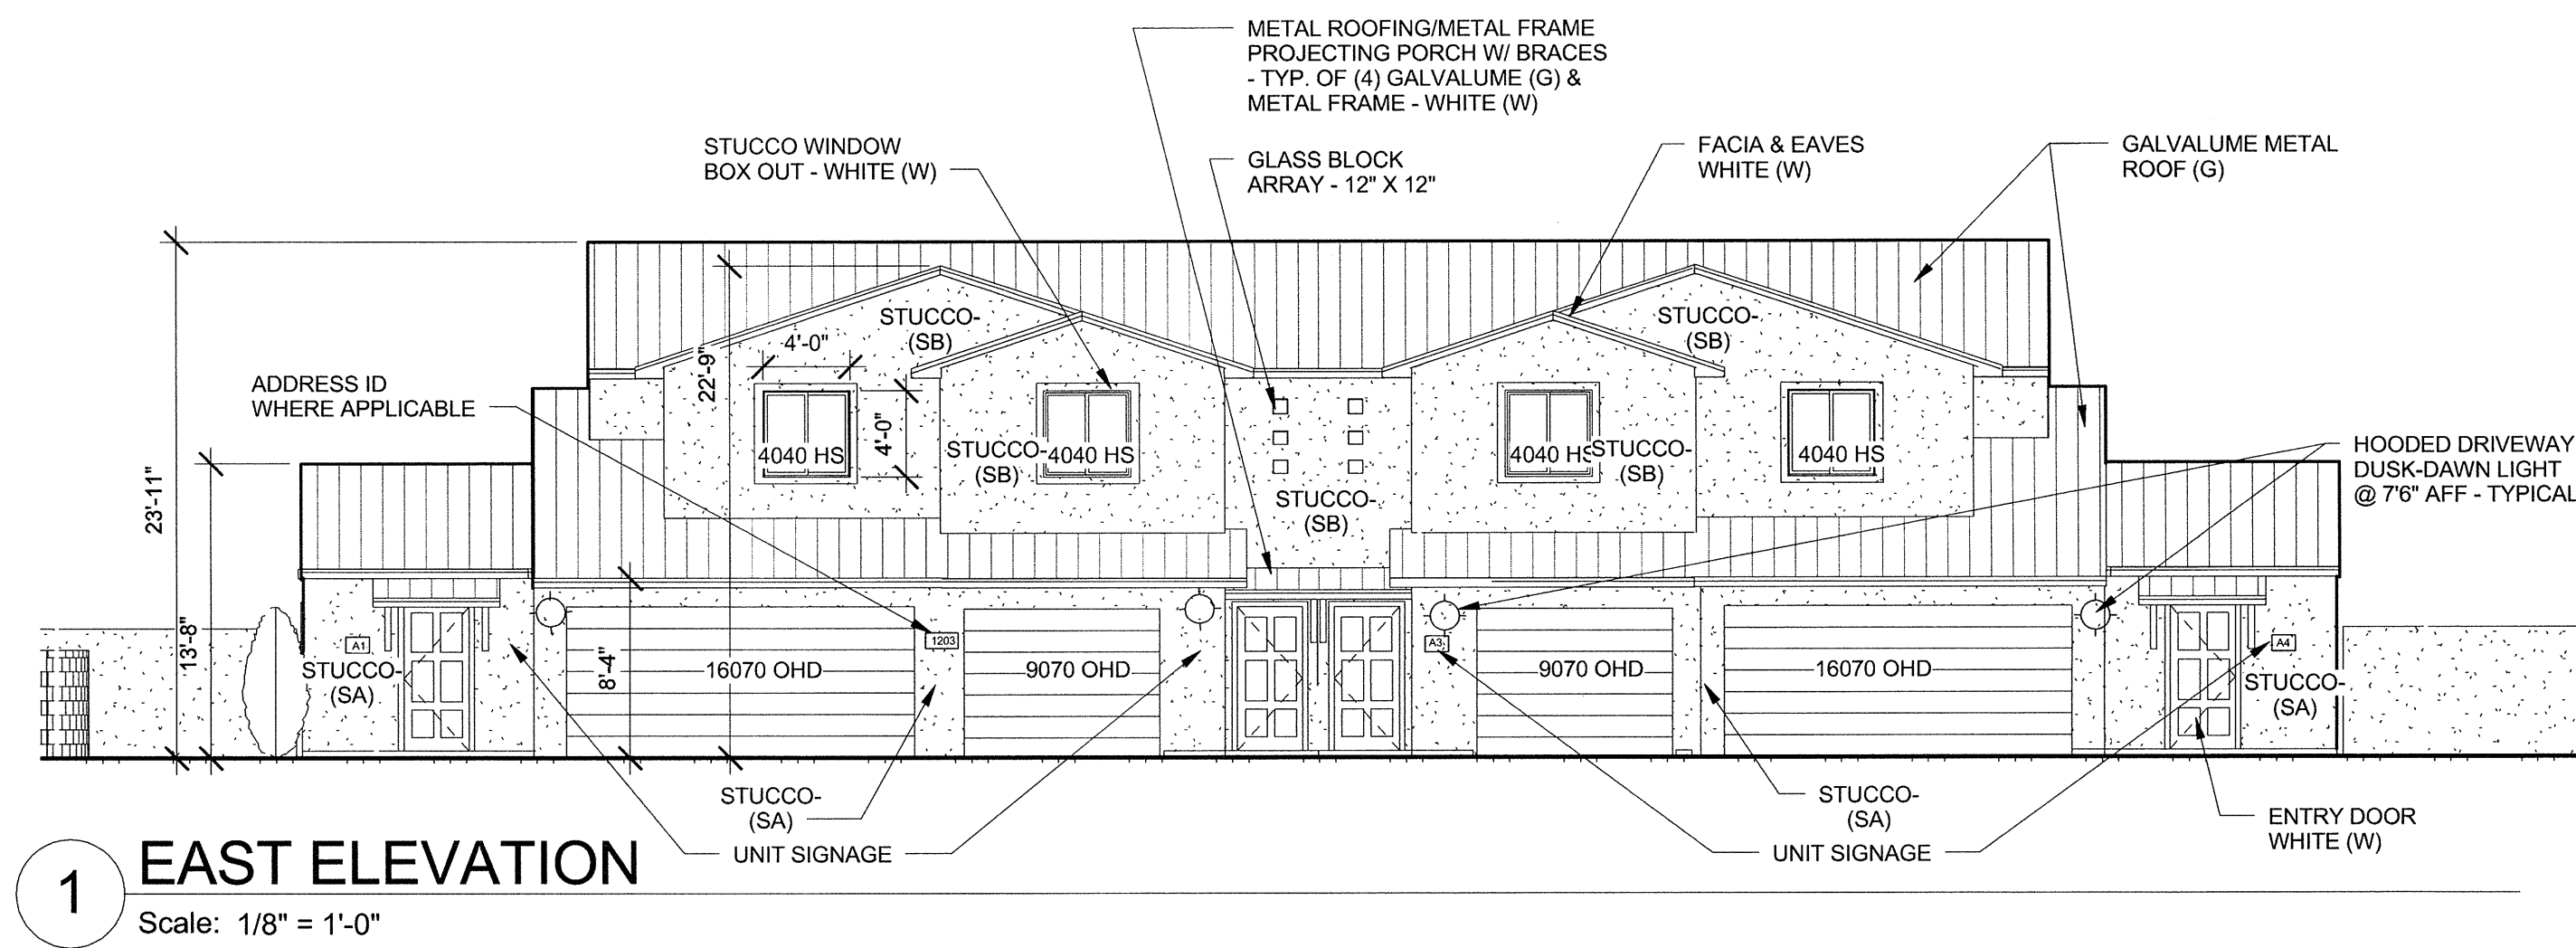 METAL ROOFING/METAL FRAME
PROJECTING PORCH W/ BRACES
- TYP. OF (4) GALVALUME (G) &
METAL FRAME - WHITE (W)
STUCCO WINDOW
BOX OUT - WHITE (W)
GLASS BLOCK
ARRAY - 12" X 12"
FACIA & EAVES
WHITE (W)
GALVALUME METAL
ROOF (G)
ADDRESS ID
WHERE APPLICABLE
HOODED DRIVEWAY
DUSK-DAWN LIGHT
@ 7'6" AFF - TYPICAL
23'-11"
13'-8"
22'-9"
8'-4"
4'-0"
4'-0"
STUCCO-
(SB)
STUCCO-
(SB)
STUCCO-
(SB)
STUCCO-
(SB)
STUCCO-
(SB)
4040 HS
4040 HS
4040 HS
4040 HS
A1
STUCCO-
(SA)
16070 OHD
1203
9070 OHD
A3
9070 OHD
16070 OHD
A4
STUCCO-
(SA)
STUCCO-
(SA)
UNIT SIGNAGE
STUCCO-
(SA)
UNIT SIGNAGE
ENTRY DOOR
WHITE (W)
1
EAST ELEVATION
Scale: 1/8" = 1'-0"